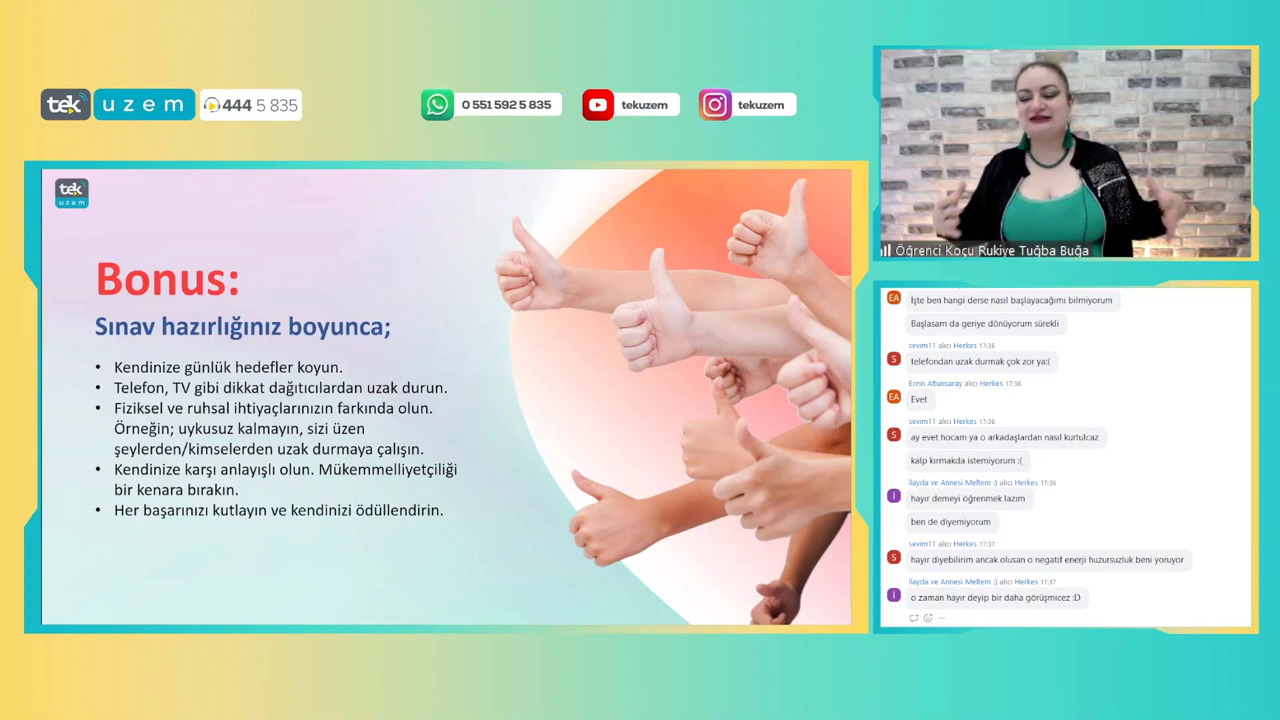 tek uzem 444 5 835
0 551 592 5 835
tekuzem
tekuzem
tek
uzem
Bonus:
Sınav hazırlığınız boyunca;
• Kendinize günlük hedefler koyun.
• Telefon, TV gibi dikkat dağıtıcılardan uzak durun.
• Fiziksel ve ruhsal ihtiyaçlarınızın farkında olun.
Örneğin; uykusuz kalmayın, sizi üzen
şeylerden/kimselerden uzak durmaya çalışın.
• Kendinize karşı anlayışlı olun. Mükemmelliyetçiliği
bir kenara bırakın.
• Her başarınızı kutlayın ve kendinizi ödüllendirin.
Öğrenci Koçu Rukiye Tuğba Buğa
EA
İşte ben hangi derse nasıl başlayacağımı bilmiyorum
Başlasam da geriye dönüyorum sürekli
sevim11 alıcı Herkes 17:36
S
telefondan uzak durmak çok zor ya:(
Ecrin Altunsaray alıcı Herkes 17:36
EA
Evet
sevim11 alıcı Herkes 17:36
S
ay evet hocam ya o arkadaşlardan nasıl kurtulcaz
kalp kırmakda istemiyorum :(
İlayda ve Annesi Meltem :) alıcı Herkes 17:36
İ
hayır demeyi öğrenmek lazım
ben de diyemiyorum
sevim11 alıcı Herkes 17:37
S
hayır diyebilirim ancak olusan o negatif enerji huzursuzluk beni yoruyor
İlayda ve Annesi Meltem :) alıcı Herkes 17:37
İ
o zaman hayır deyip bir daha görüşmicez :D